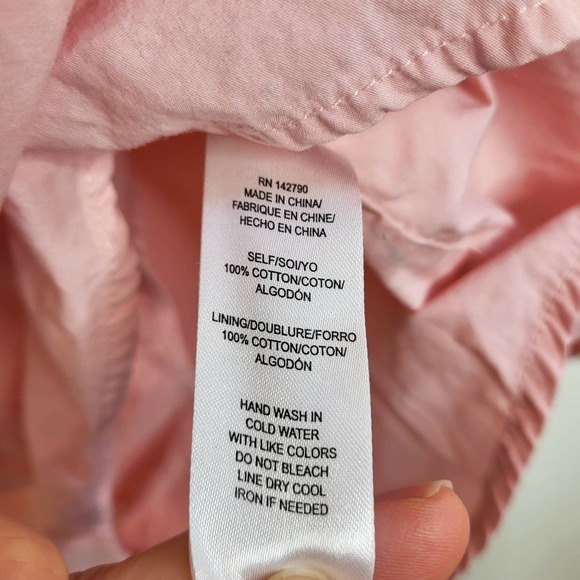 RN 142790
MADE IN CHINA/
FABRIQUE EN CHINE/
HECHO EN CHINA
SELF/SOI/YO
100% COTTON/COTON/
ALGODÓN
LINING/DOUBLURE/FORRO
100% COTTON/COTON/
ALGODÓN
HAND WASH IN
COLD WATER
WITH LIKE COLORS
DO NOT BLEACH
LINE DRY COOL
IRON IF NEEDED